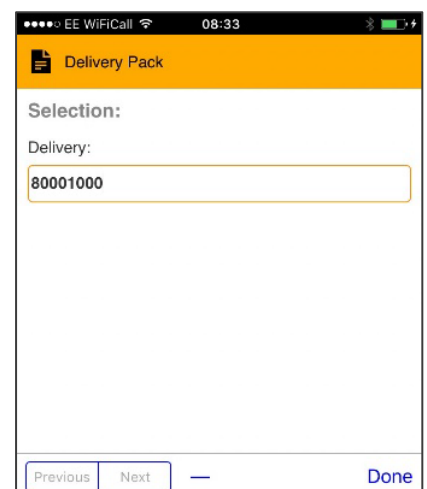 EE WiFiCall 08:33
Delivery Pack
Selection:
Delivery:
80001000
Previous Next Done